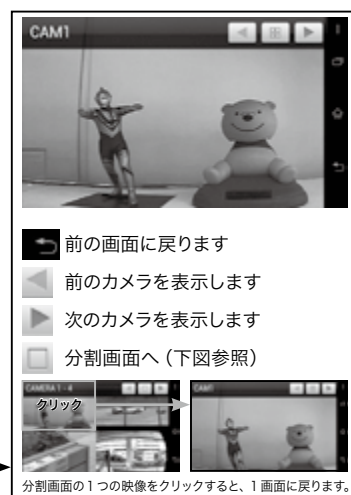 CAM1
前の画面に戻ります
前のカメラを表示します
次のカメラを表示します
分割画面へ（下図参照）
CAMERA 1 - 4
クリック
CAM1
分割画面の１つの映像をクリックすると、１画面に戻ります。